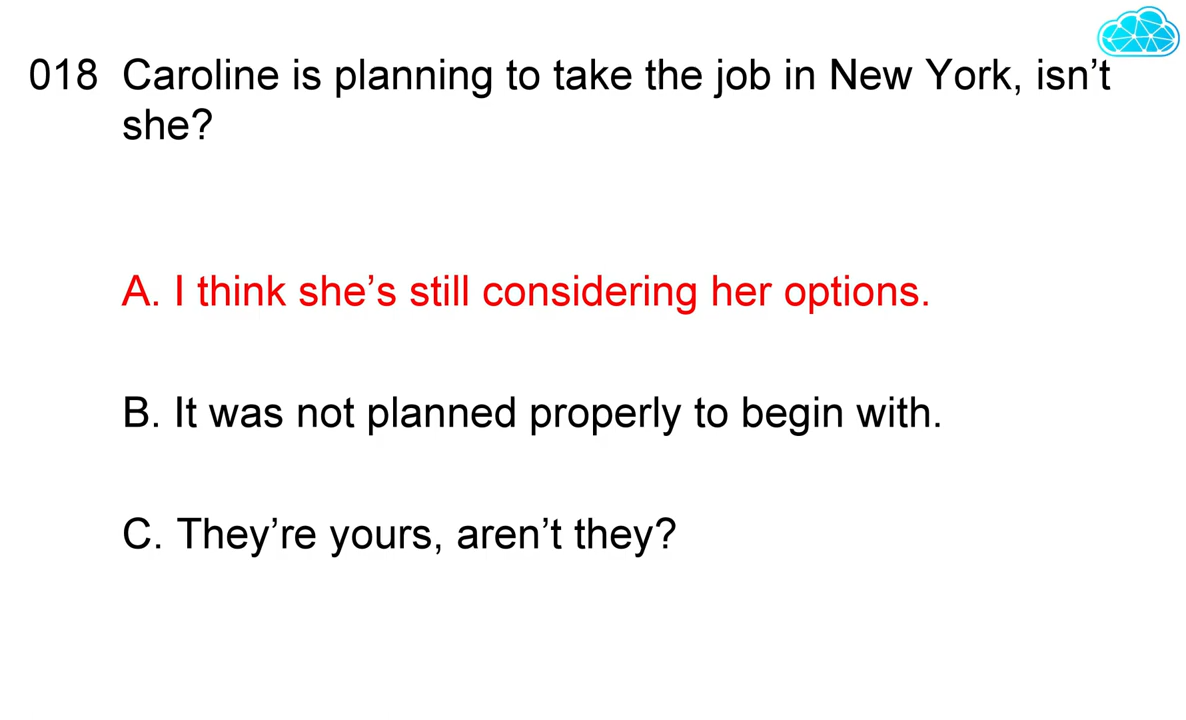 018 Caroline is planning to take the job in New York, isn’t
she?
A. I think she’s still considering her options.
B. It was not planned properly to begin with.
C. They’re yours, aren’t they?